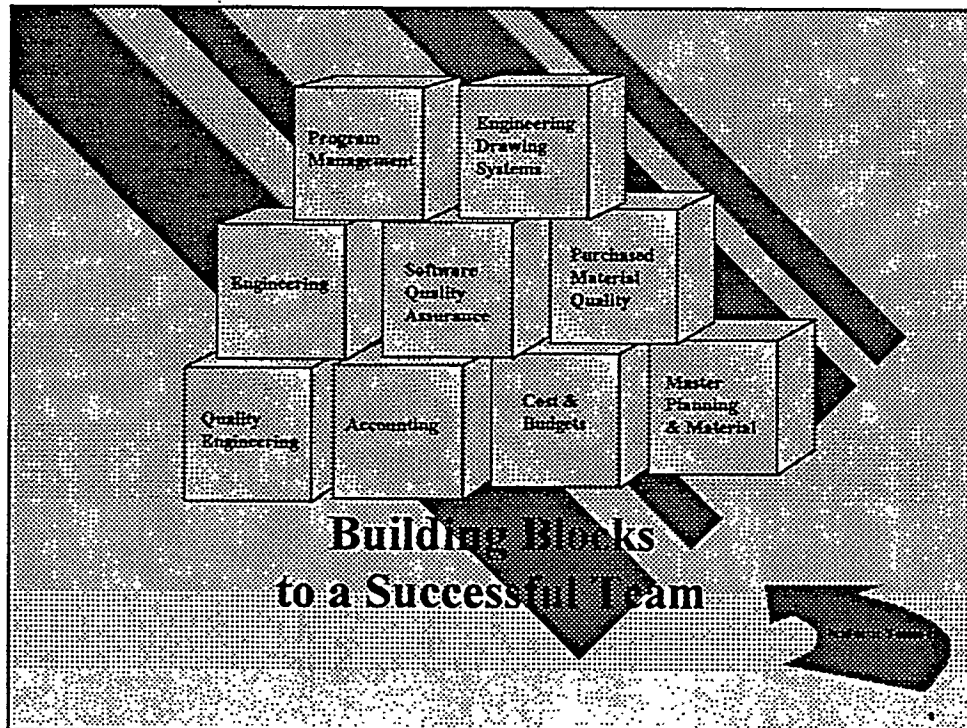 Program
Management
Engineering
Drawing
Systems
Engineering
Software
Quality
Assurance
Purchased
Material
Quality
Quality
Engineering
Accounting
Cost &
Budgets
Master
Planning
& Material
Building Blocks
to a Successful Team